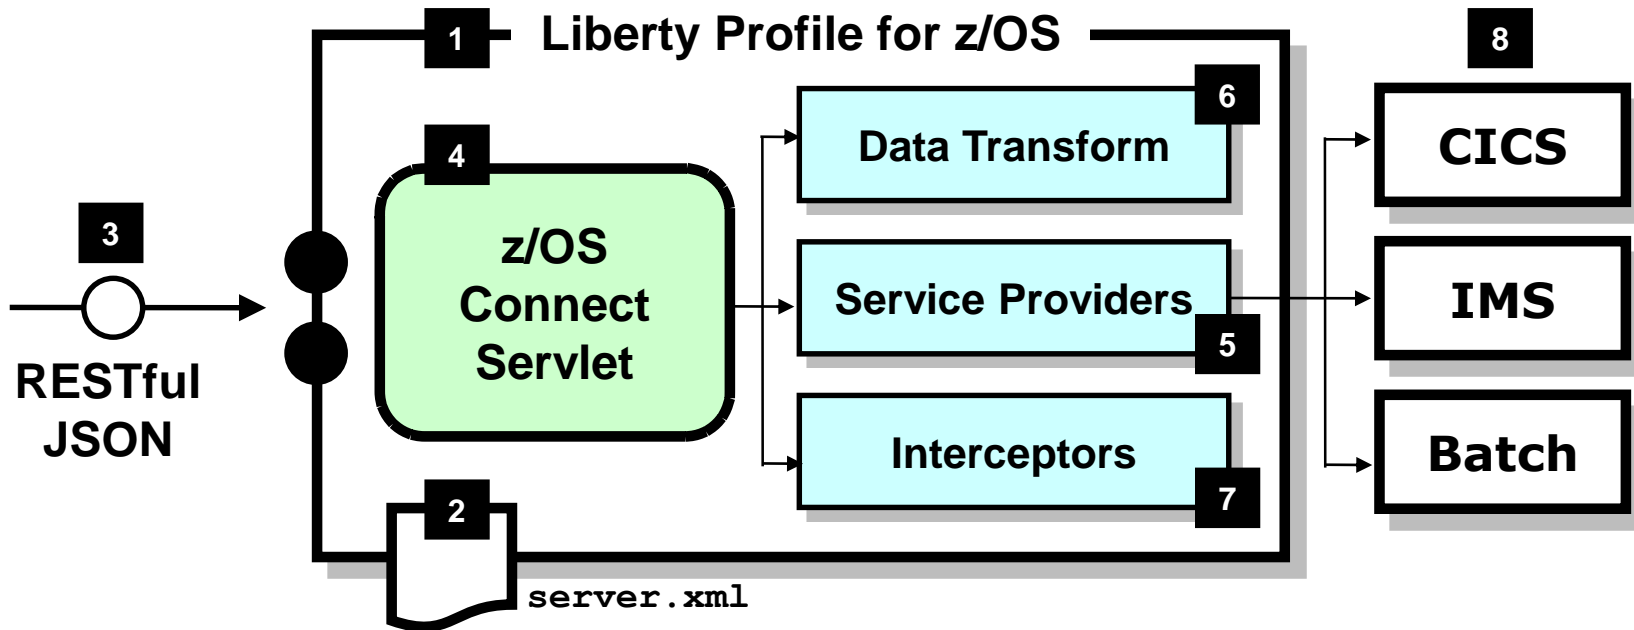 1
Liberty Profile for z/OS
8
6
Data Transform
CICS
4
z/OS
Connect
Servlet
3
RESTful
JSON
Service Providers
5
IMS
Interceptors
7
Batch
2
server.xml